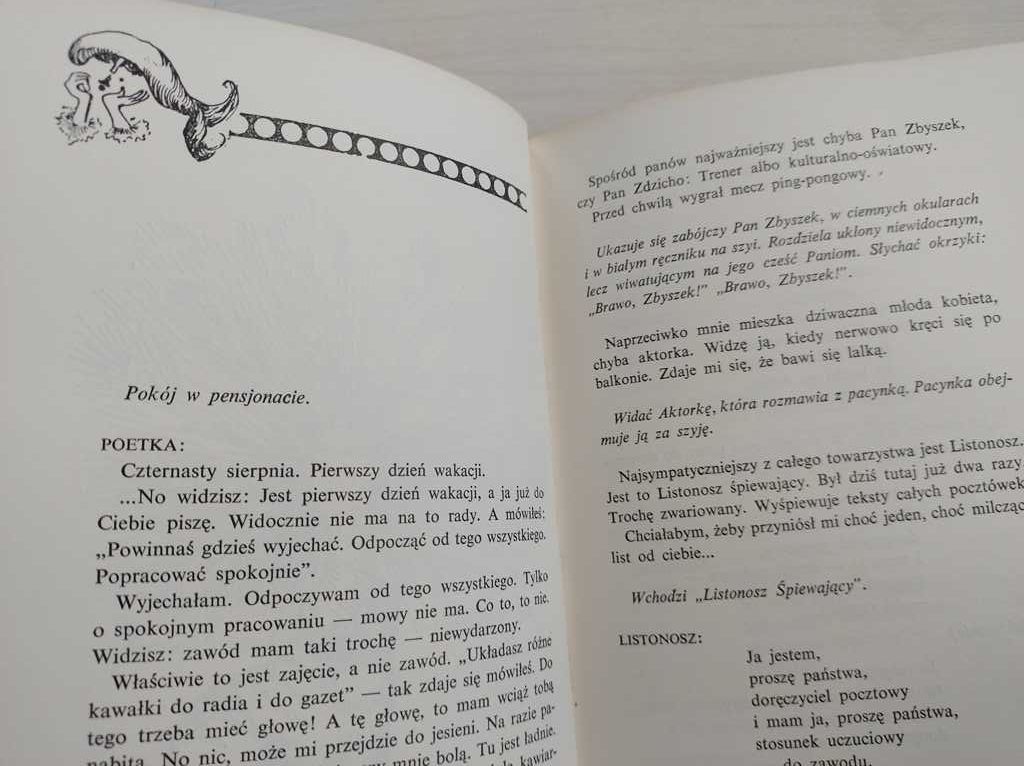 Pokój w pensjonacie.
POETKA:
Czternasty sierpnia. Pierwszy dzień wakacji.
...No widzisz: Jest pierwszy dzień wakacji, a ja już do
Ciebie piszę. Widocznie nie ma na to rady. A mówiłeś:
„Powinnaś gdzieś wyjechać. Odpocząć od tego wszystkiego.
Popracować spokojnie”.
Wyjechałam. Odpoczywam od tego wszystkiego. Tylko
o spokojnym pracowaniu — mowy nie ma. Co to, to nie.
Widzisz: zawód mam taki trochę — niewydarzony.
Właściwie to jest zajęcie, a nie zawód. „Układasz różne
kawałki do radia i do gazet” — tak zdaje się mówiłeś. Do
tego trzeba mieć głowę! A tę głowę, to mam wciąż tobą
nabitą. No nic, może mi przejdzie do jesieni. Na razie pa-
mnie bolą. Tu jest ładnie.
kawiar-
Spośród panów najważniejszy jest chyba Pan Zbyszek,
czy Pan Zdzicho: Trener albo kulturalno-oświatowy.
Przed chwilą wygrał mecz ping-pongowy.
Ukazuje się zabójczy Pan Zbyszek, w ciemnych okularach
i w białym ręczniku na szyi. Rozdziela ukłony niewidocznym,
lecz wiwatującym na jego cześć Paniom. Słychać okrzyki:
„Brawo, Zbyszek!” „Brawo, Zbyszek!”.
Naprzeciwko mnie mieszka dziwaczna młoda kobieta,
chyba aktorka. Widzę ją, kiedy nerwowo kręci się po
balkonie. Zdaje mi się, że bawi się lalką.
Widać Aktorkę, która rozmawia z pacynką. Pacynka obej-
muje ją za szyję.
Najsympatyczniejszy z całego towarzystwa jest Listonosz.
Jest to Listonosz śpiewający. Był dziś tutaj już dwa razy.
Trochę zwariowany. Wyśpiewuje teksty całych pocztówek
Chciałabym, żeby przyniósł mi choć jeden, choć milcząc
list od ciebie...
Wchodzi „Listonosz Śpiewający”.
LISTONOSZ:
Ja jestem,
proszę państwa,
doręczyciel pocztowy
i mam ja, proszę państwa,
stosunek uczuciowy
do zawodu.